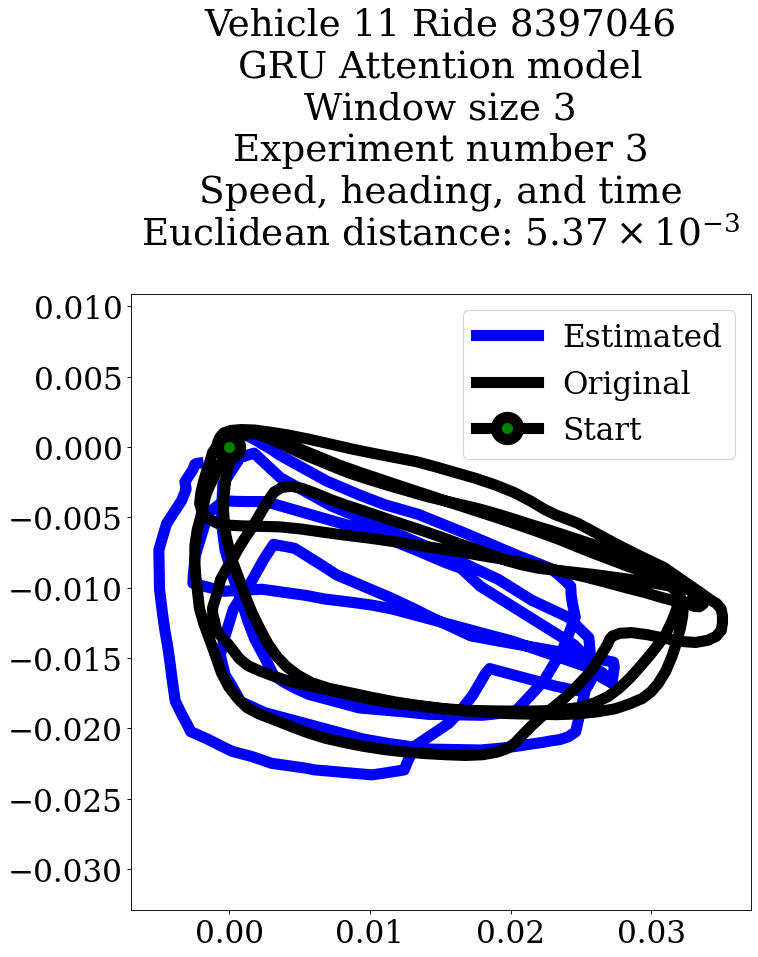 Vehicle 11 Ride 8397046
GRU Attention model
Window size 3
Experiment number 3
Speed, heading, and time
Euclidean distance: 5.37 × 10⁻³
Estimated
Original
Start
0.010
0.005
0.000
−0.005
−0.010
−0.015
−0.020
−0.025
−0.030
0.00 0.01 0.02 0.03